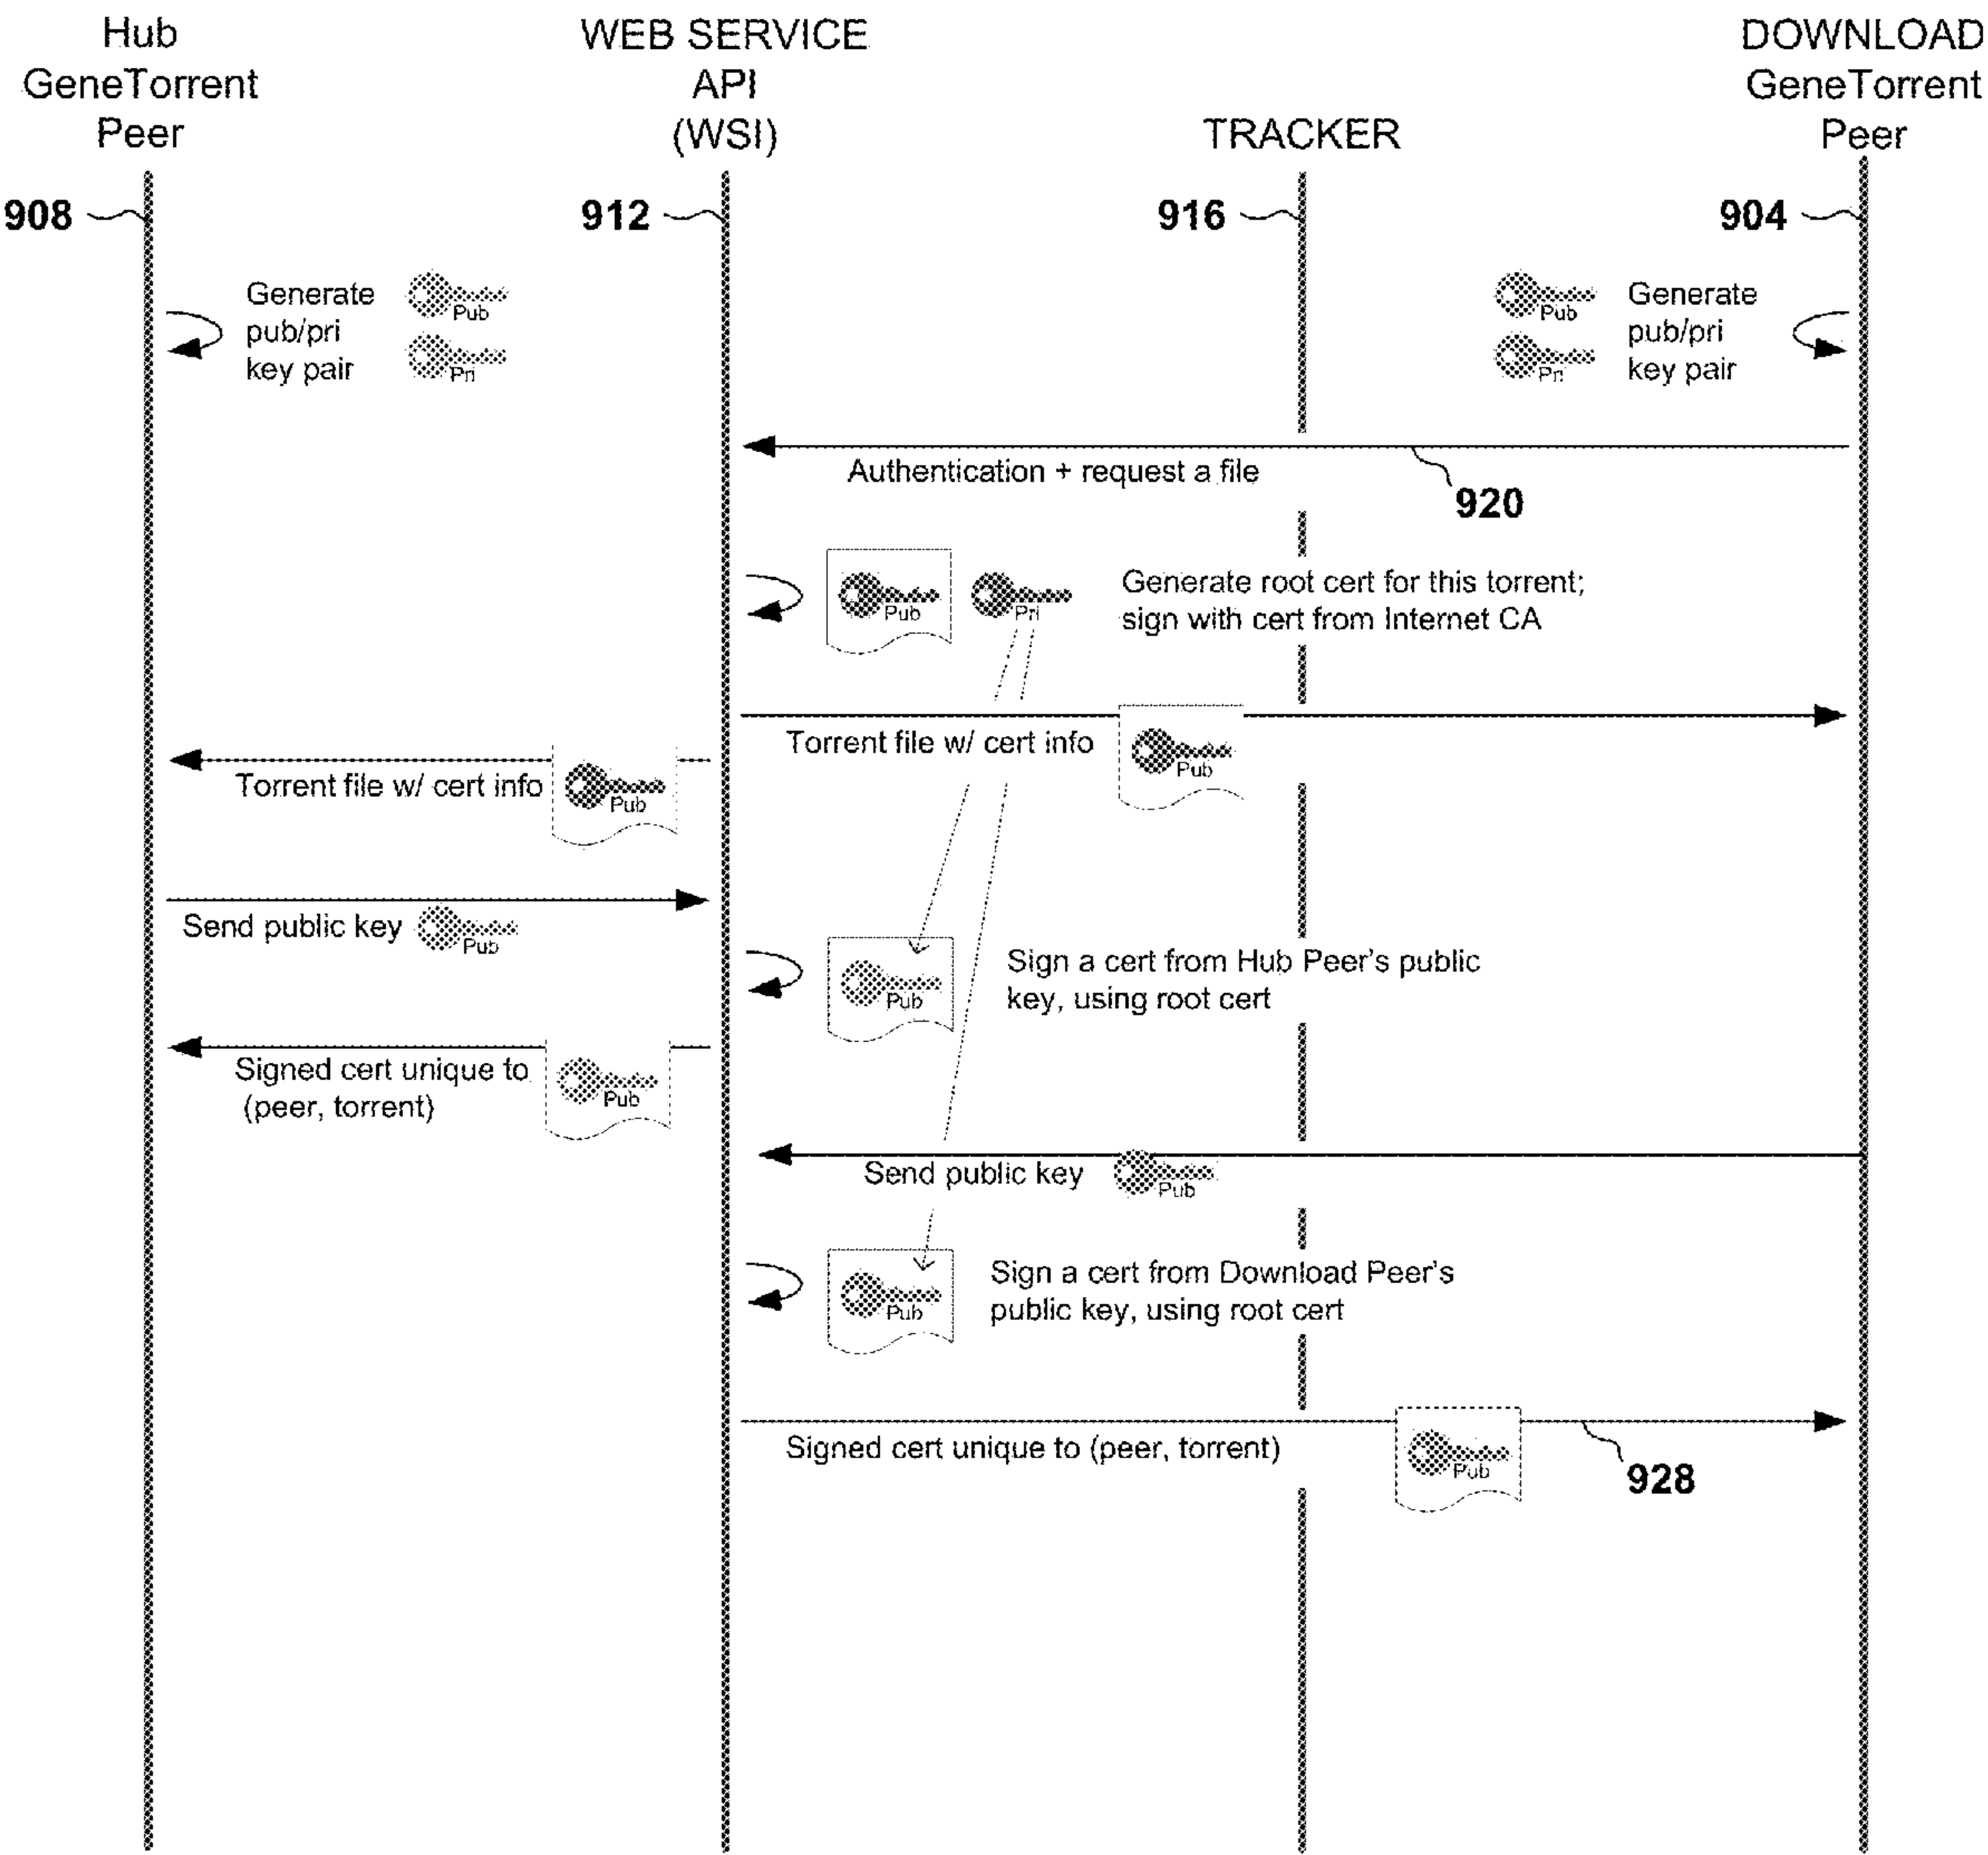 Hub
GeneTorrent
Peer
WEB SERVICE
API
(WSI)
TRACKER
DOWNLOAD
GeneTorrent
Peer
908
912
916
904
Generate
pub/pri
key pair
Pub
Pri
Pub
Pri
Generate
pub/pri
key pair
Authentication + request a file
920
Pub
Pri
Generate root cert for this torrent;
sign with cert from Internet CA
Torrent file w/ cert info
Pub
Torrent file w/ cert info
Pub
Send public key
Pub
Pub
Sign a cert from Hub Peer's public
key, using root cert
Signed cert unique to
(peer, torrent)
Pub
Send public key
Pub
Pub
Sign a cert from Download Peer's
public key, using root cert
Signed cert unique to (peer, torrent)
Pub
928